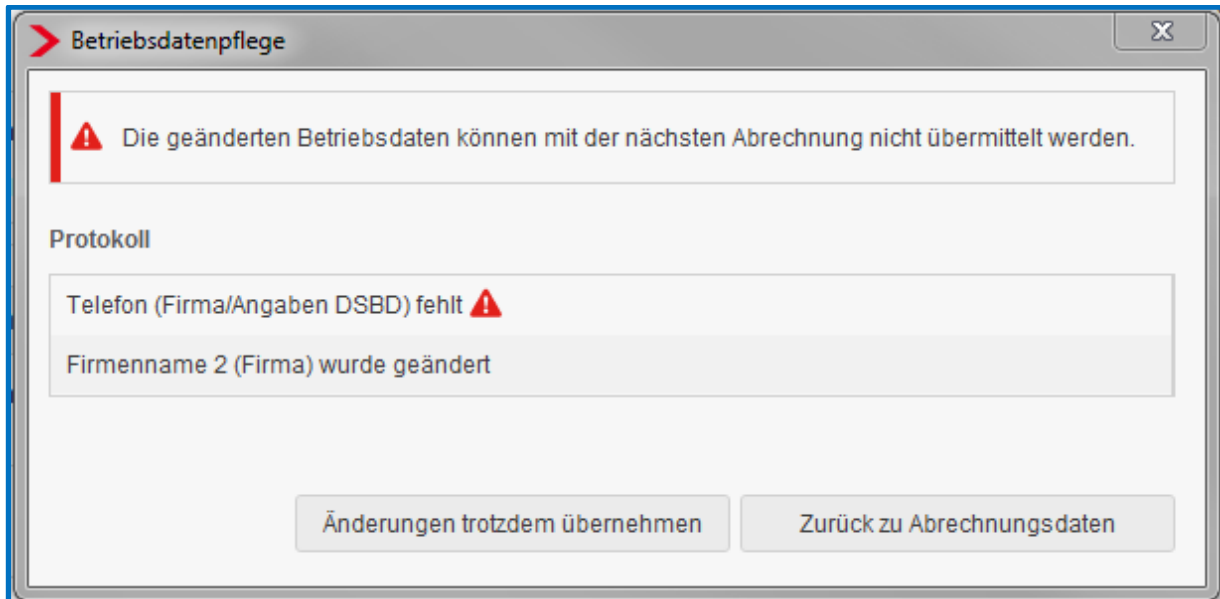 Betriebsdatenpflege
Die geänderten Betriebsdaten können mit der nächsten Abrechnung nicht übermittelt werden.
Protokoll
Telefon (Firma/Angaben DSBD) fehlt
Firmenname 2 (Firma) wurde geändert
Änderungen trotzdem übernehmen
Zurück zu Abrechnungsdaten